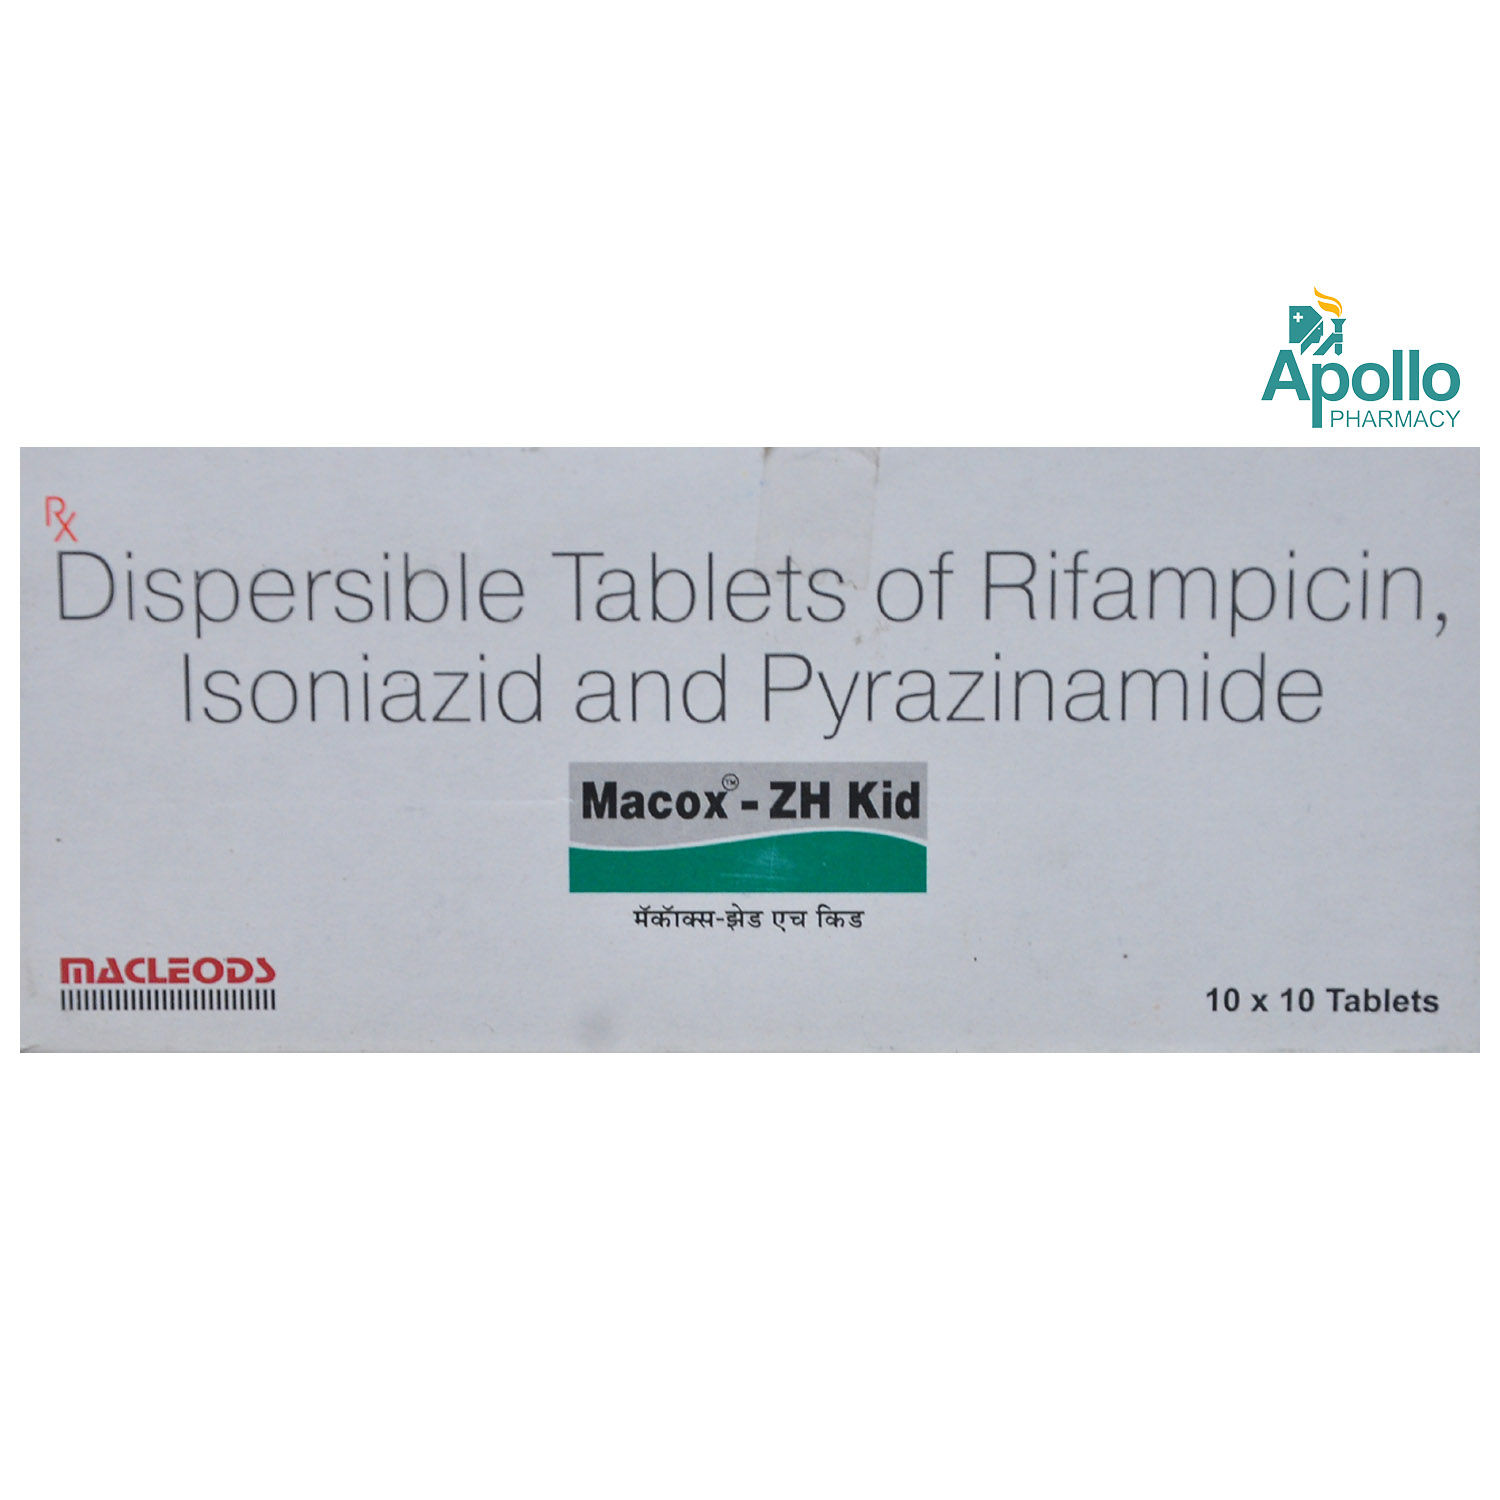 Apollo
PHARMACY
Rx
Dispersible Tablets of Rifampicin,
Isoniazid and Pyrazinamide
Macox™ - ZH Kid
मॅकॉक्स-झेड एच किड
MACLEODS
10 x 10 Tablets